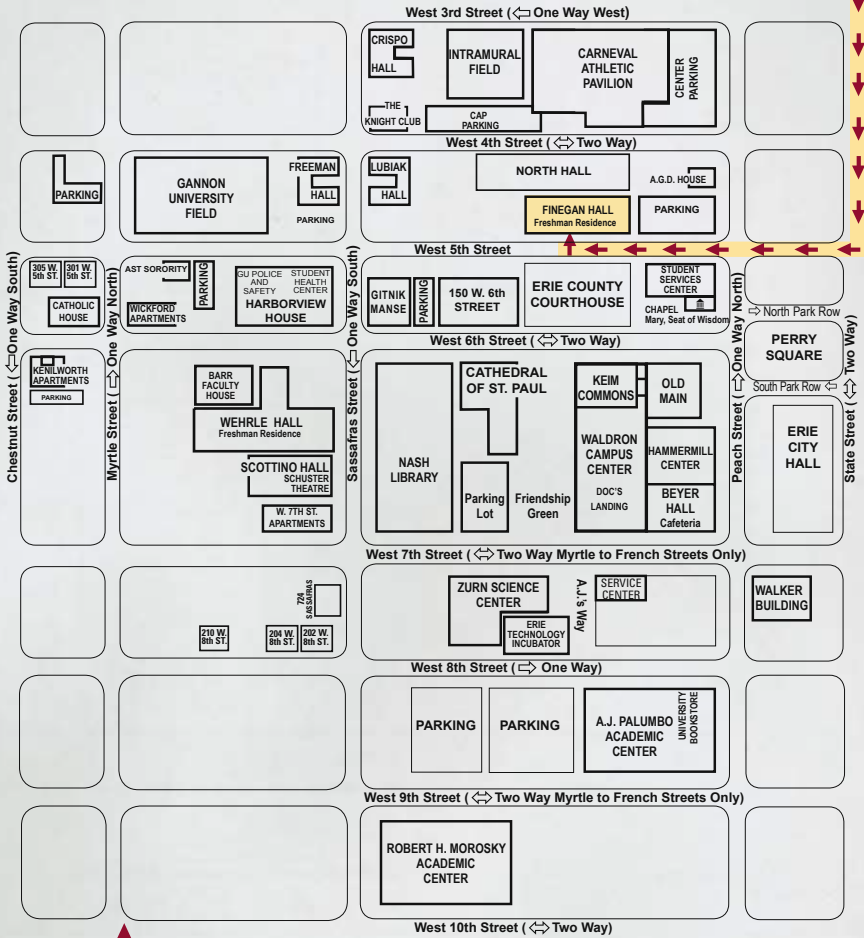 West 3rd Street (⇦ One Way West)
CRISPO
HALL
INTRAMURAL
FIELD
CARNEVAL
ATHLETIC
PAVILION
CENTER
PARKING
THE
KNIGHT CLUB
CAP
PARKING
West 4th Street (⬄ Two Way)
PARKING
GANNON
UNIVERSITY
FIELD
FREEMAN
HALL
PARKING
LUBIAK
HALL
NORTH HALL
A.G.D. HOUSE
FINEGAN HALL
Freshman Residence
PARKING
West 5th Street
305 W.
5th ST.
301 W.
5th ST.
CATHOLIC
HOUSE
AST SORORITY
WICKFORD
APARTMENTS
PARKING
GU POLICE
AND
SAFETY
STUDENT
HEALTH
CENTER
HARBORVIEW
HOUSE
GITNIK
MANSE
PARKING
150 W. 6th
STREET
ERIE COUNTY
COURTHOUSE
STUDENT
SERVICES
CENTER
CHAPEL
Mary, Seat of Wisdom
⇨ North Park Row
West 6th Street (⬄ Two Way)
PERRY
SQUARE
South Park Row ⇦
Chestnut Street (⇦ One Way South)
Myrtle Street (⇨ One Way North)
Sassafras Street (⇦ One Way South)
Peach Street (⇨ One Way North)
State Street (⬄ Two Way)
KENILWORTH
APARTMENTS
PARKING
BARR
FACULTY
HOUSE
WEHRLE HALL
Freshman Residence
SCOTTINO HALL
SCHUSTER
THEATRE
W. 7TH ST.
APARTMENTS
NASH
LIBRARY
CATHEDRAL
OF ST. PAUL
Parking
Lot
Friendship
Green
KEIM
COMMONS
OLD
MAIN
WALDRON
CAMPUS
CENTER
DOC'S
LANDING
HAMMERMILL
CENTER
BEYER
HALL
Cafeteria
ERIE
CITY
HALL
West 7th Street (⬄ Two Way Myrtle to French Streets Only)
724
SASSAFRAS
210 W.
8th ST.
204 W.
8th ST.
202 W.
8th ST.
ZURN SCIENCE
CENTER
ERIE
TECHNOLOGY
INCUBATOR
A.J.'s Way
SERVICE
CENTER
WALKER
BUILDING
West 8th Street (⇨ One Way)
PARKING
PARKING
A.J. PALUMBO
ACADEMIC
CENTER
UNIVERSITY
BOOKSTORE
West 9th Street (⬄ Two Way Myrtle to French Streets Only)
ROBERT H. MOROSKY
ACADEMIC
CENTER
West 10th Street (⬄ Two Way)